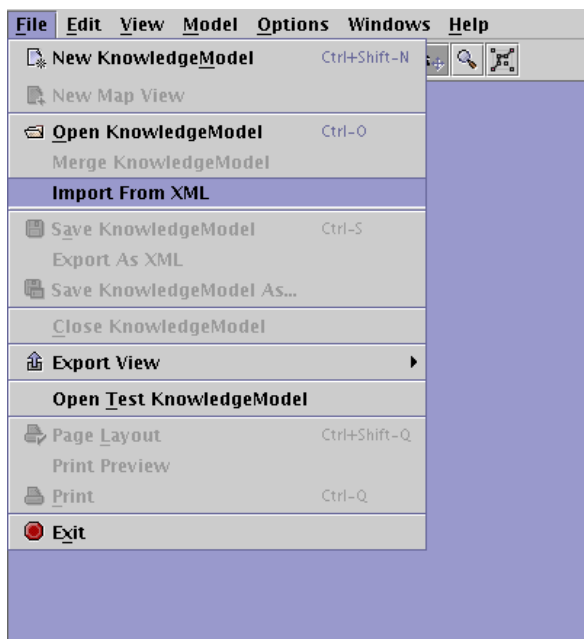 File Edit View Model Options Windows Help
New KnowledgeModel Ctrl+Shift-N
New Map View
Open KnowledgeModel Ctrl-O
Merge KnowledgeModel
Import From XML
Save KnowledgeModel Ctrl-S
Export As XML
Save KnowledgeModel As...
Close KnowledgeModel
Export View
Open Test KnowledgeModel
Page Layout Ctrl+Shift-Q
Print Preview
Print Ctrl-Q
Exit